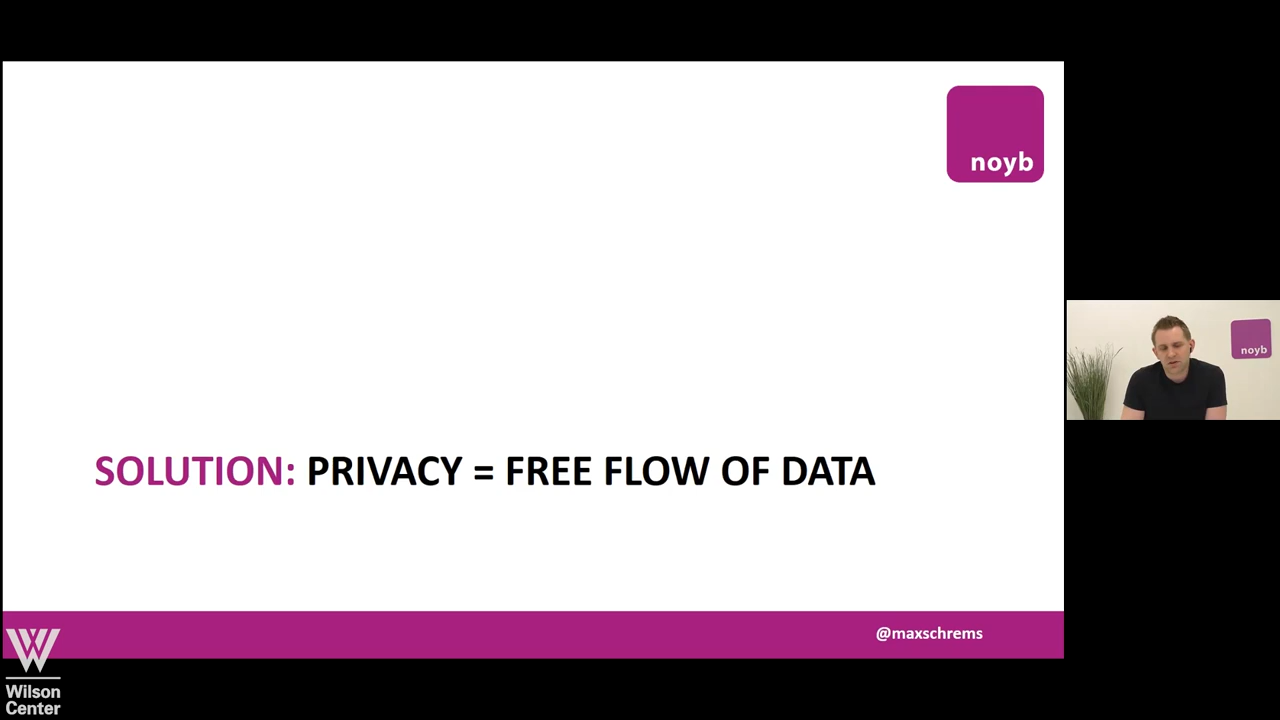 noyb
noyb
SOLUTION: PRIVACY = FREE FLOW OF DATA
@maxschrems
Wilson
Center